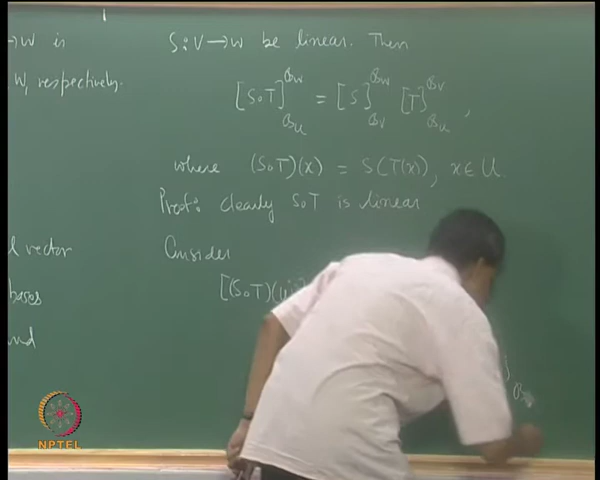 →W is
W, respectively.
l vector
bases
and
S: V → W be linear. Then
[S∘T]^{B_W}_{B_U} = [S]^{B_W}_{B_V} [T]^{B_V}_{B_U},
where (S∘T)(x) = S(T(x)), x ∈ U.
Proof: clearly S∘T is linear
Consider
[(S∘T)(u^j)
NPTEL